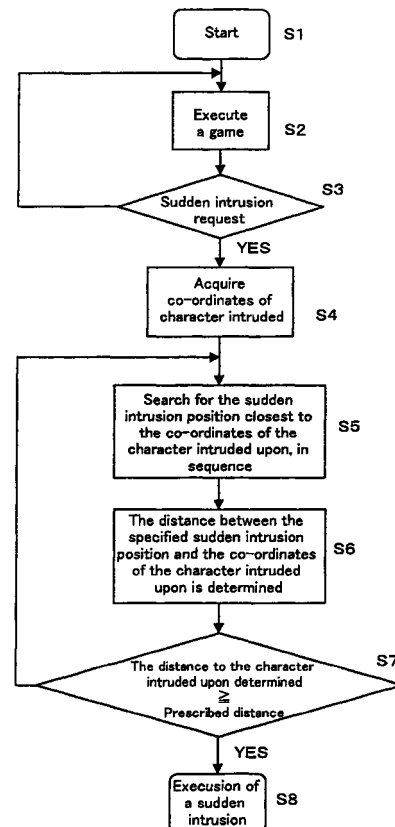 Start
S1
Execute
a game
S2
S3
Sudden intrusion
request
YES
Acquire
co-ordinates of
character intruded
S4
Search for the sudden
intrusion position closest to
the co-ordinates of the
character intruded upon, in
sequence
S5
The distance between the
specified sudden intrusion
position and the co-ordinates
of the character intruded
upon is determined
S6
S7
The distance to the character
intruded upon determined
≧
Prescribed distance
YES
Execusion of
a sudden
intrusion
S8